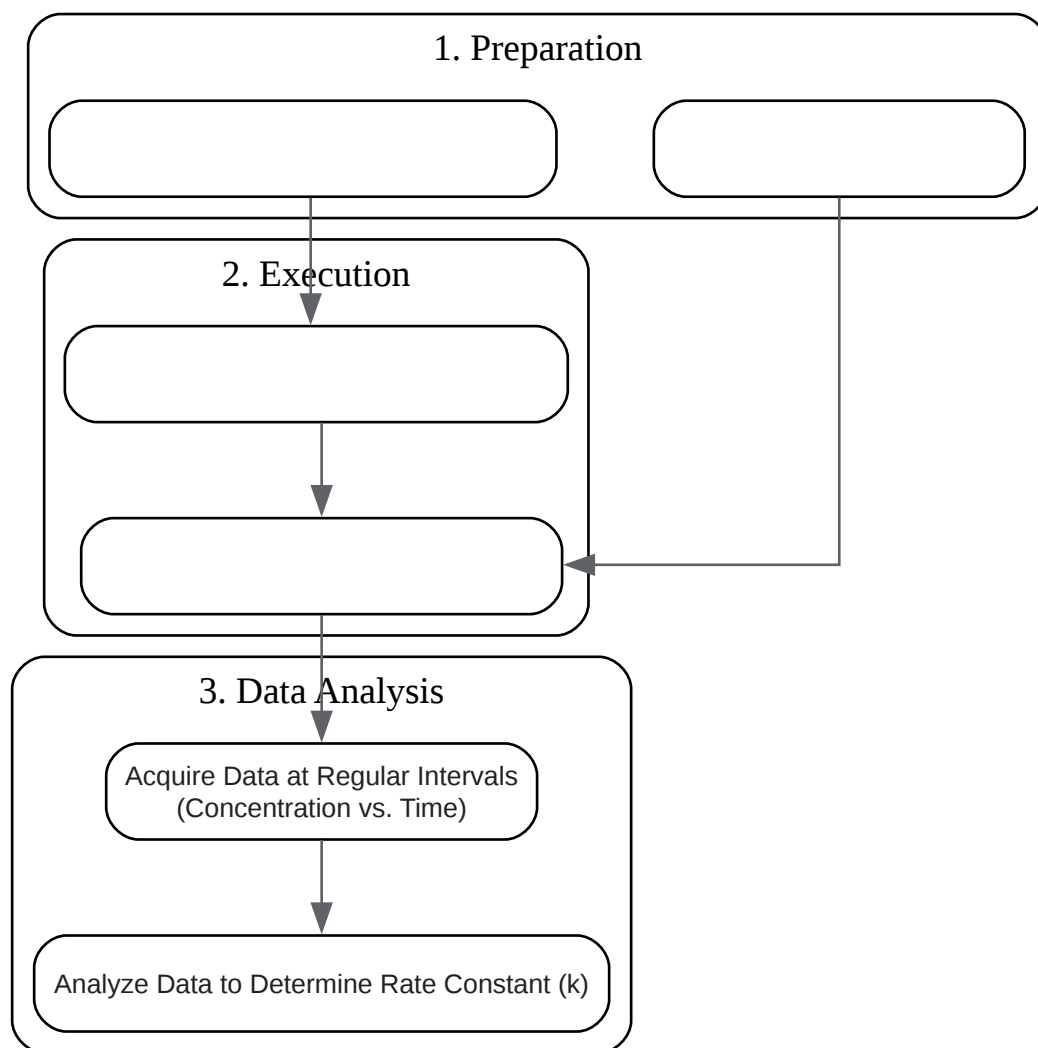 1. Preparation
2. Execution
3. Data Analysis
Acquire Data at Regular Intervals
(Concentration vs. Time)
Analyze Data to Determine Rate Constant (k)